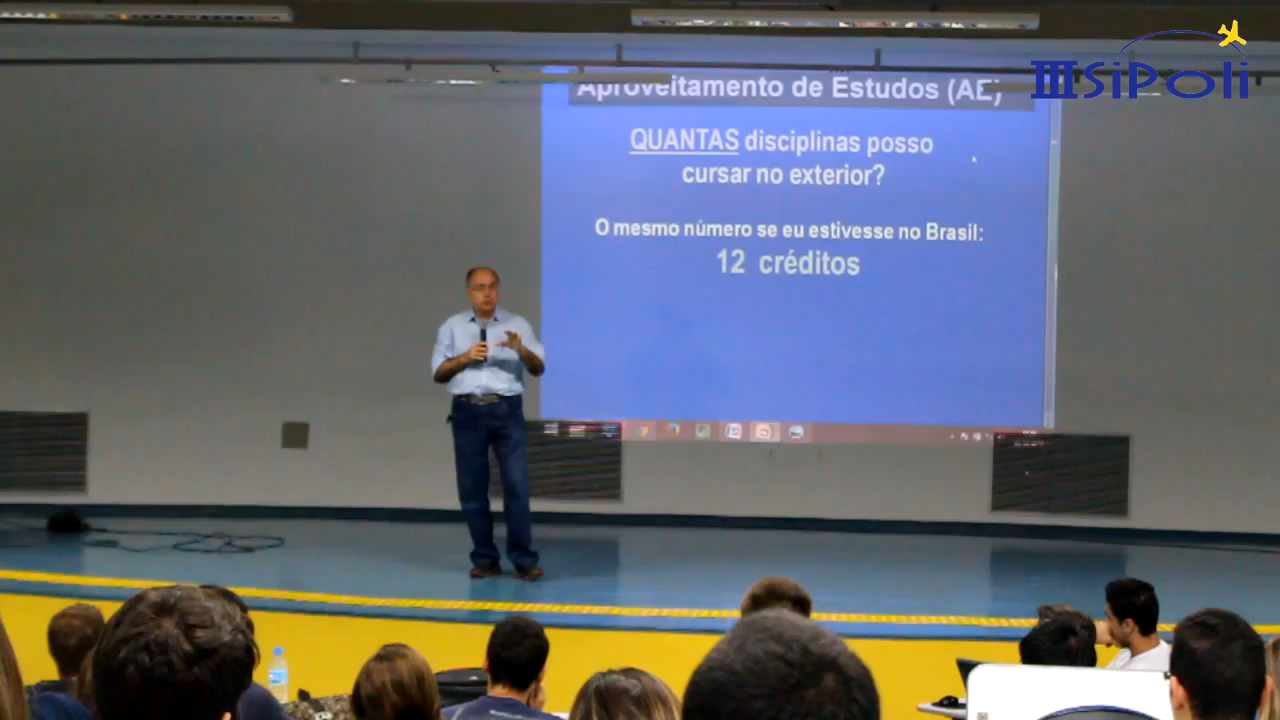 IIISiPoli
Aproveitamento de Estudos (AE)
QUANTAS disciplinas posso
cursar no exterior?
O mesmo número se eu estivesse no Brasil:
12 créditos